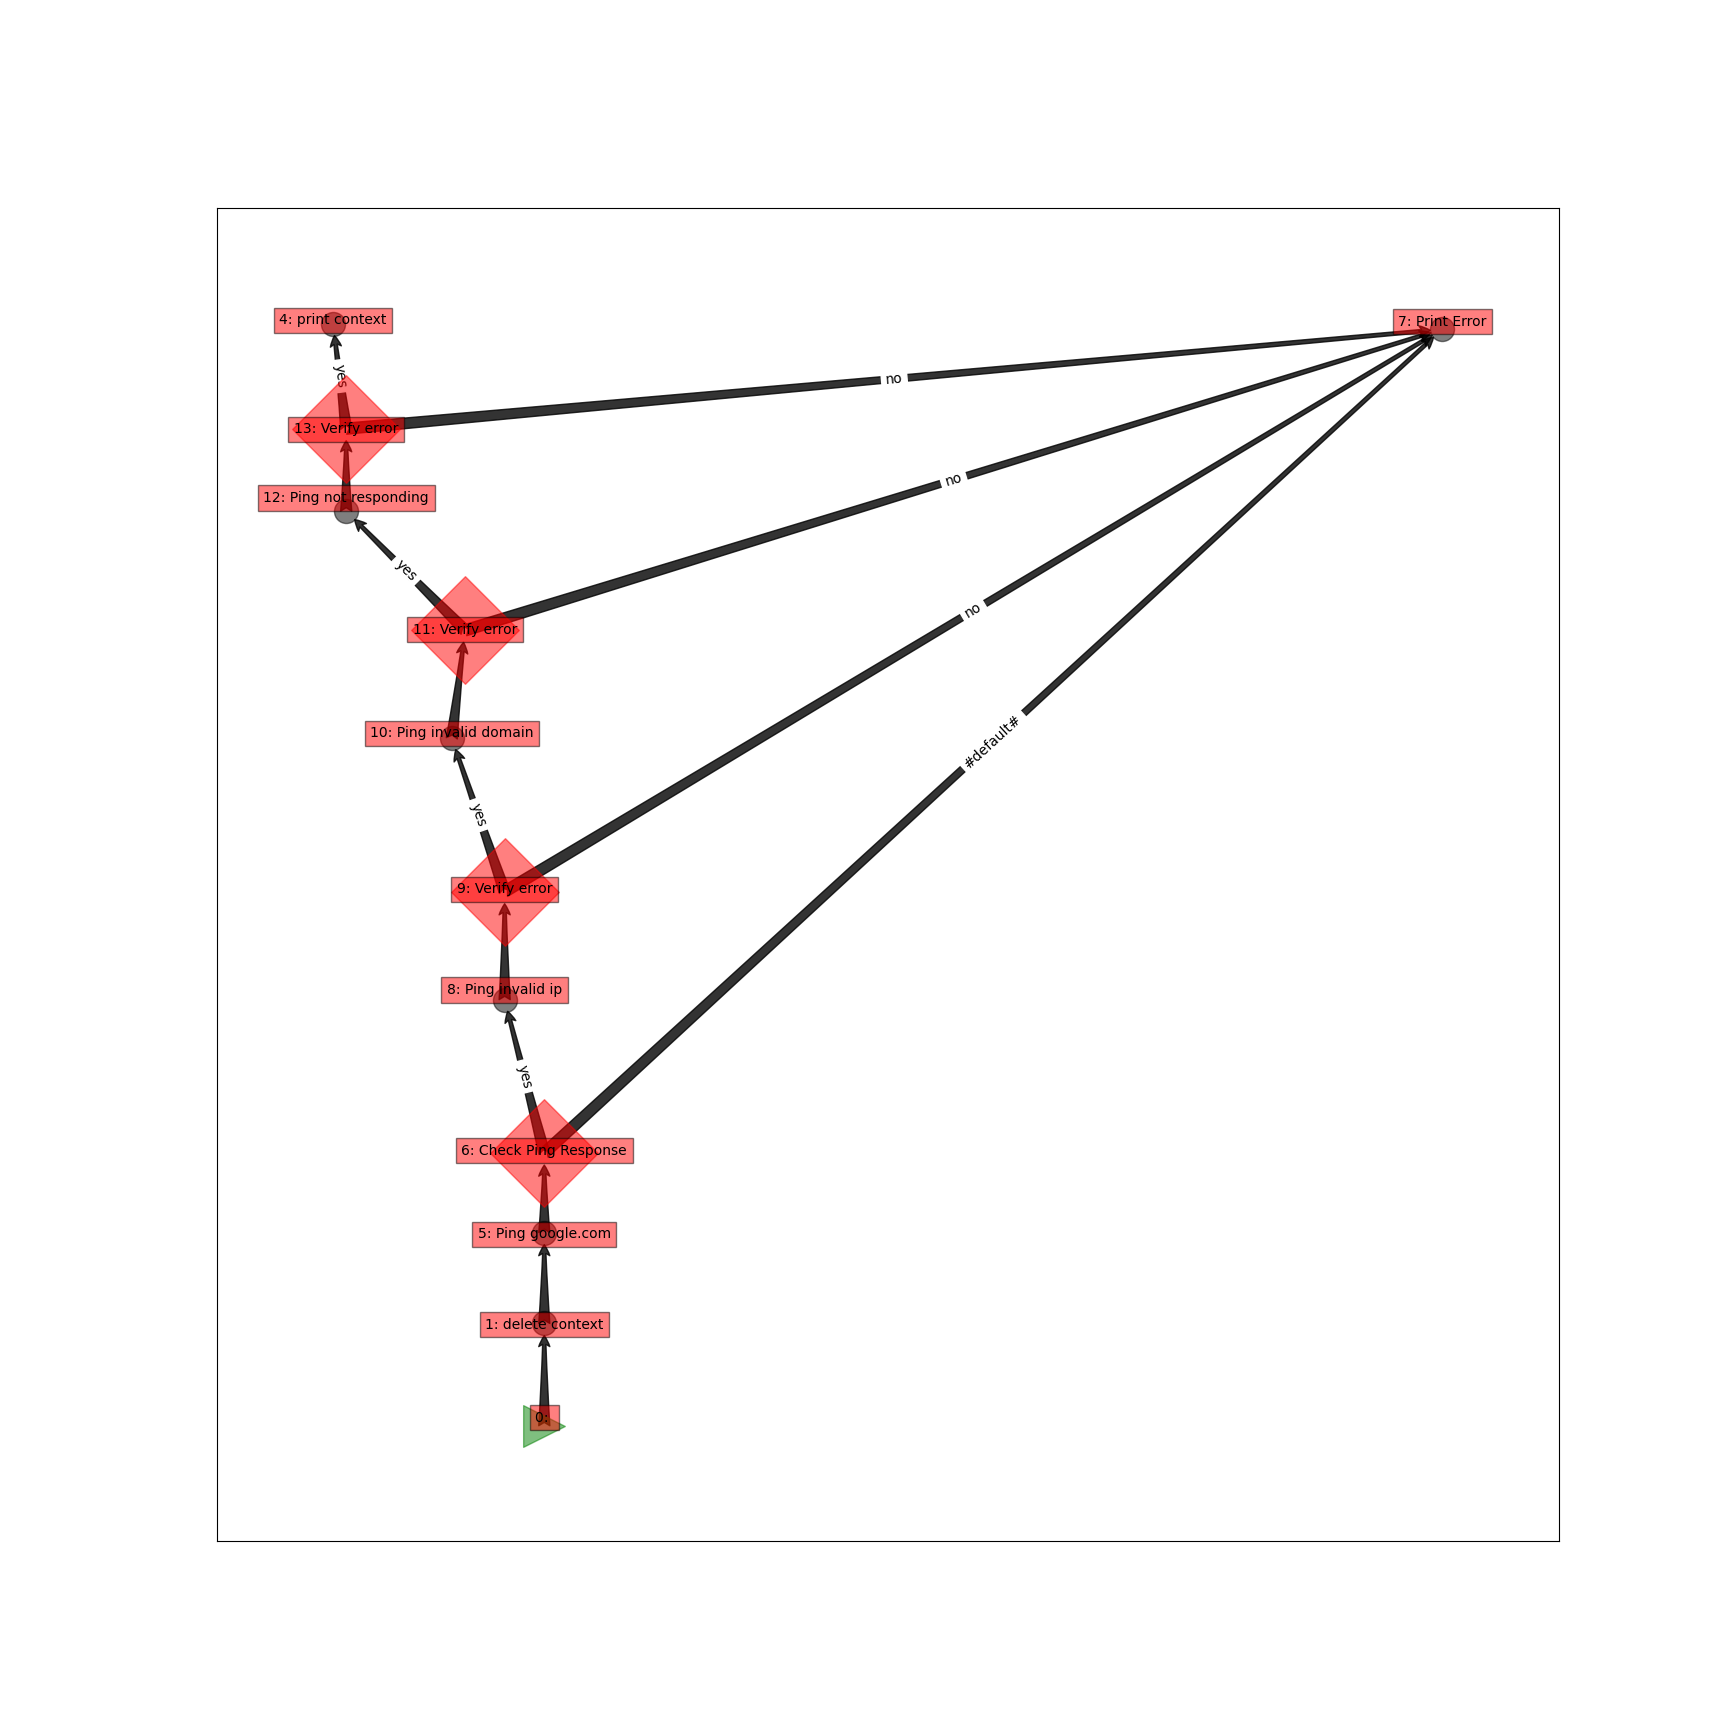 4: print context
7: Print Error
yes
no
13: Verify error
no
12: Ping not responding
yes
no
11: Verify error
#default#
10: Ping invalid domain
yes
9: Verify error
8: Ping invalid ip
yes
6: Check Ping Response
5: Ping google.com
1: delete context
0: